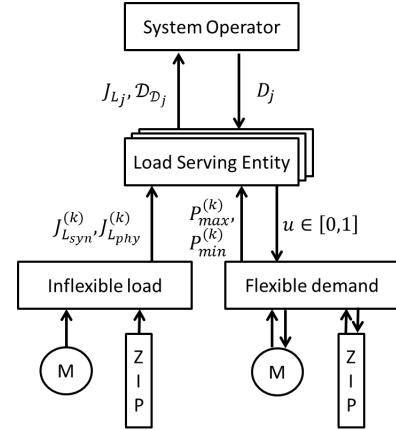 System Operator
J_{L_j}, 𝒟_{𝒟_j}
D_j
Load Serving Entity
J_{L_{syn}}^{(k)}, J_{L_{phy}}^{(k)}
P_{max}^{(k)},
P_{min}^{(k)}
u ∈ [0,1]
Inflexible load
Flexible demand
M
Z
I
P
M
Z
I
P